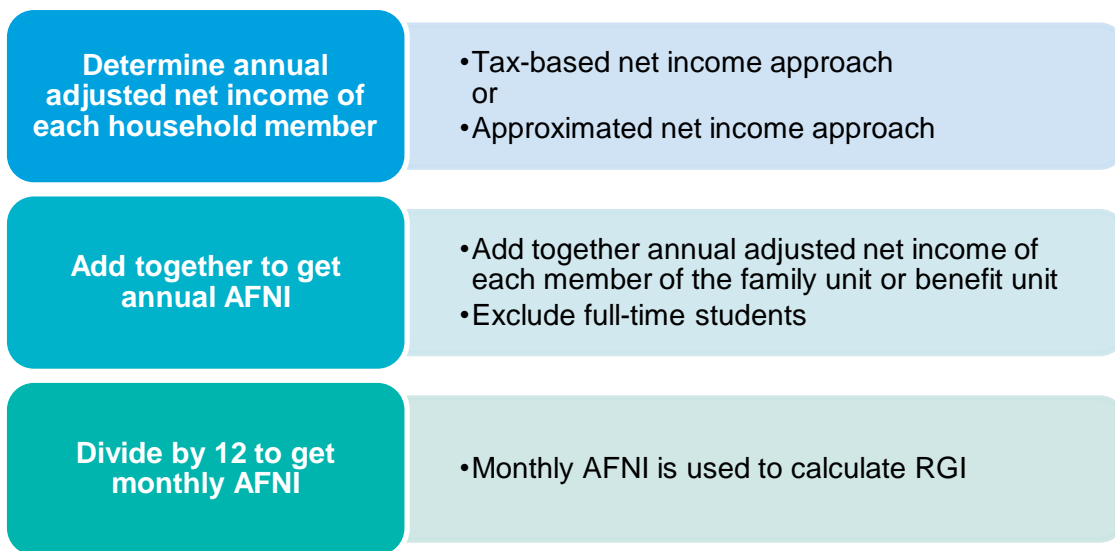 Determine annual
adjusted net income of
each household member
•Tax-based net income approach
or
•Approximated net income approach
Add together to get
annual AFNI
•Add together annual adjusted net income of
each member of the family unit or benefit unit
•Exclude full-time students
Divide by 12 to get
monthly AFNI
•Monthly AFNI is used to calculate RGI